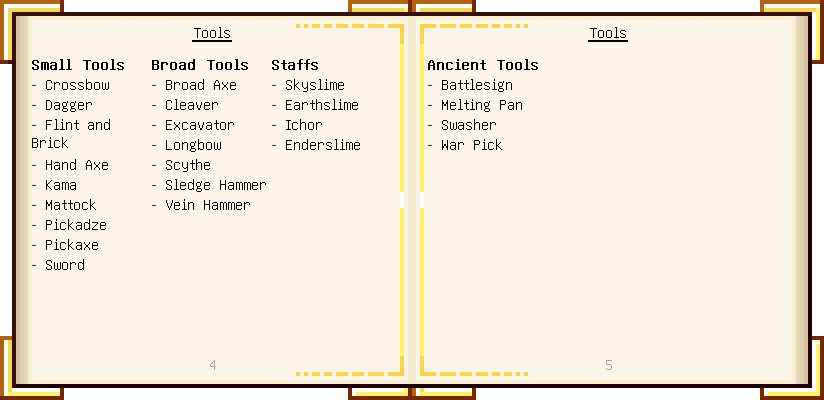 Tools
Small Tools
- Crossbow
- Dagger
- Flint and
Brick
- Hand Axe
- Kama
- Mattock
- Pickadze
- Pickaxe
- Sword
Broad Tools
- Broad Axe
- Cleaver
- Excavator
- Longbow
- Scythe
- Sledge Hammer
- Vein Hammer
Staffs
- Skyslime
- Earthslime
- Ichor
- Enderslime
4
Tools
Ancient Tools
- Battlesign
- Melting Pan
- Swasher
- War Pick
5